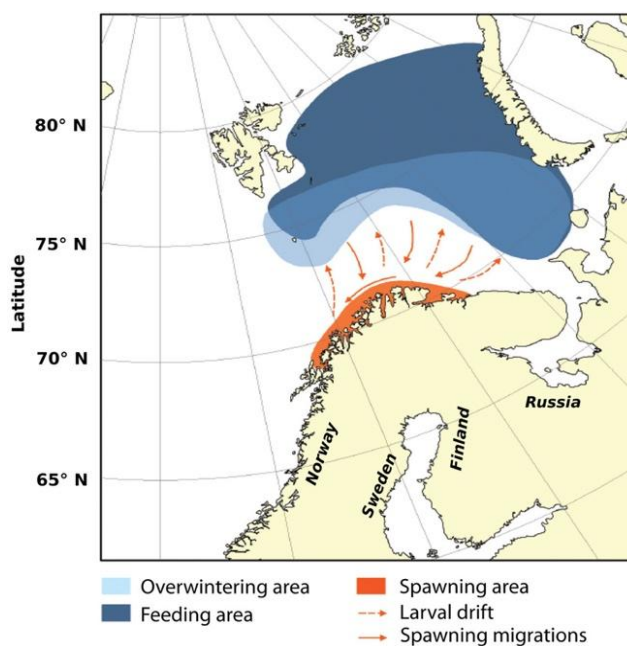 80° N
75° N
Latitude
70° N
65° N
Norway
Sweden
Finland
Russia
Overwintering area
Feeding area
Spawning area
Larval drift
Spawning migrations